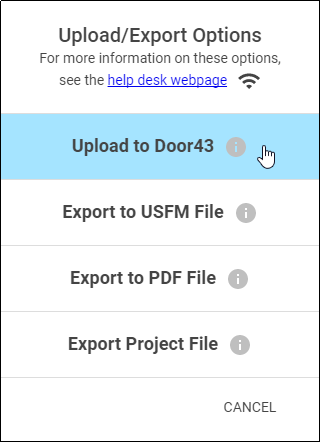 Upload/Export Options
For more information on these options,
see the help desk webpage
Upload to Door43
Export to USFM File
Export to PDF File
Export Project File
CANCEL